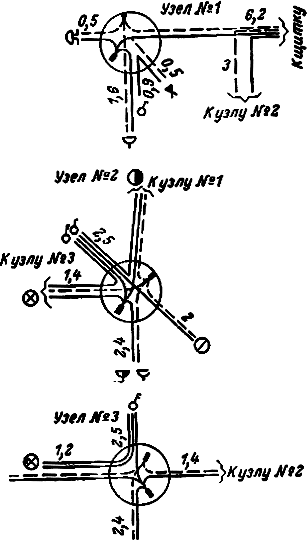 Узел №1
0,5
6,2
К щитку
0,5
3
1,6
0,9
К узлу №2
Узел №2
К узлу №1
2,5
К узлу №3
1,4
2
2,4
Узел №3
2,5
1,2
1,4
К узлу №2
2,4